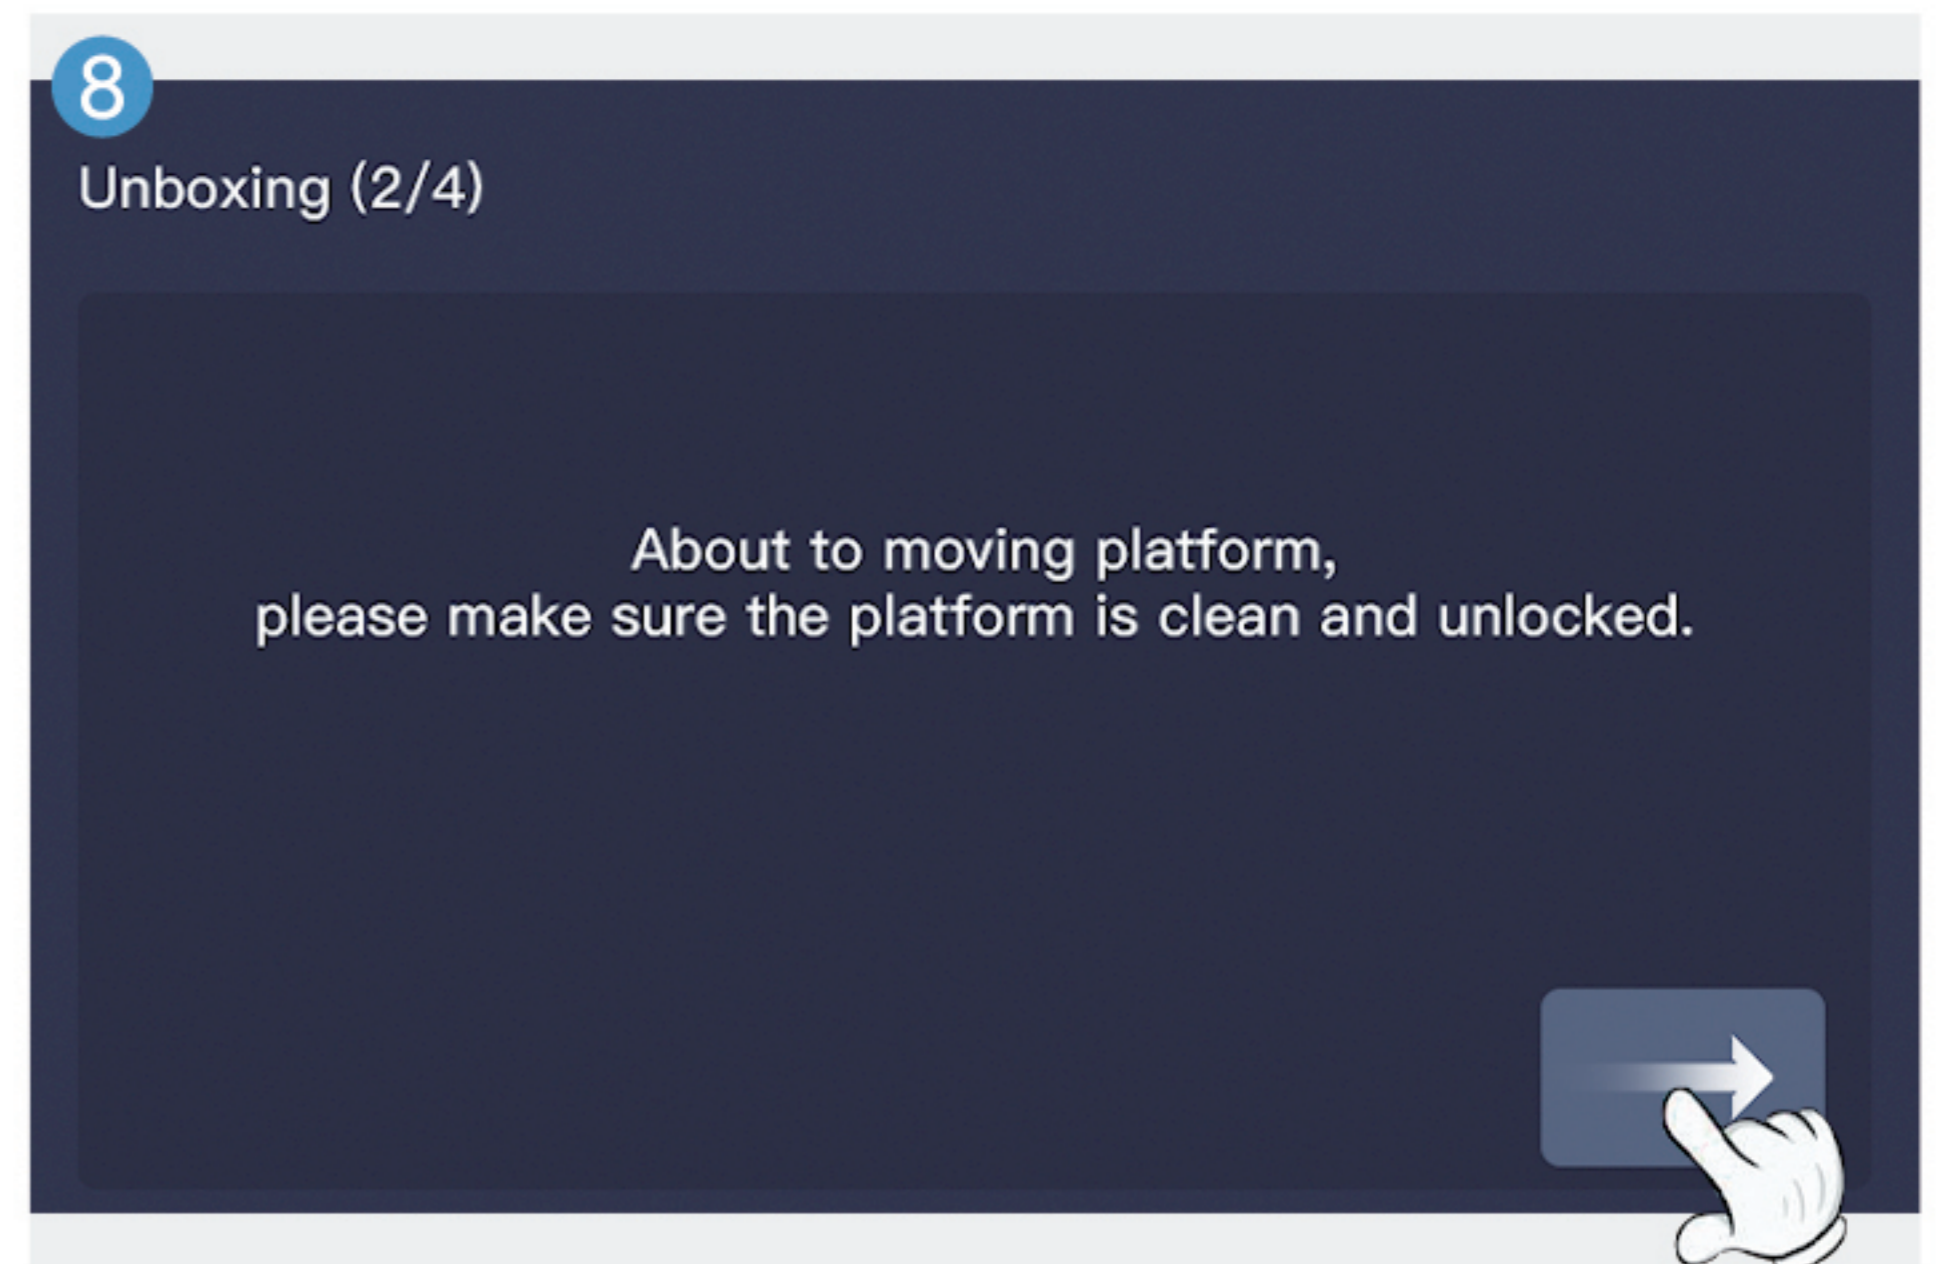 8
Unboxing (2/4)
About to moving platform,
please make sure the platform is clean and unlocked.